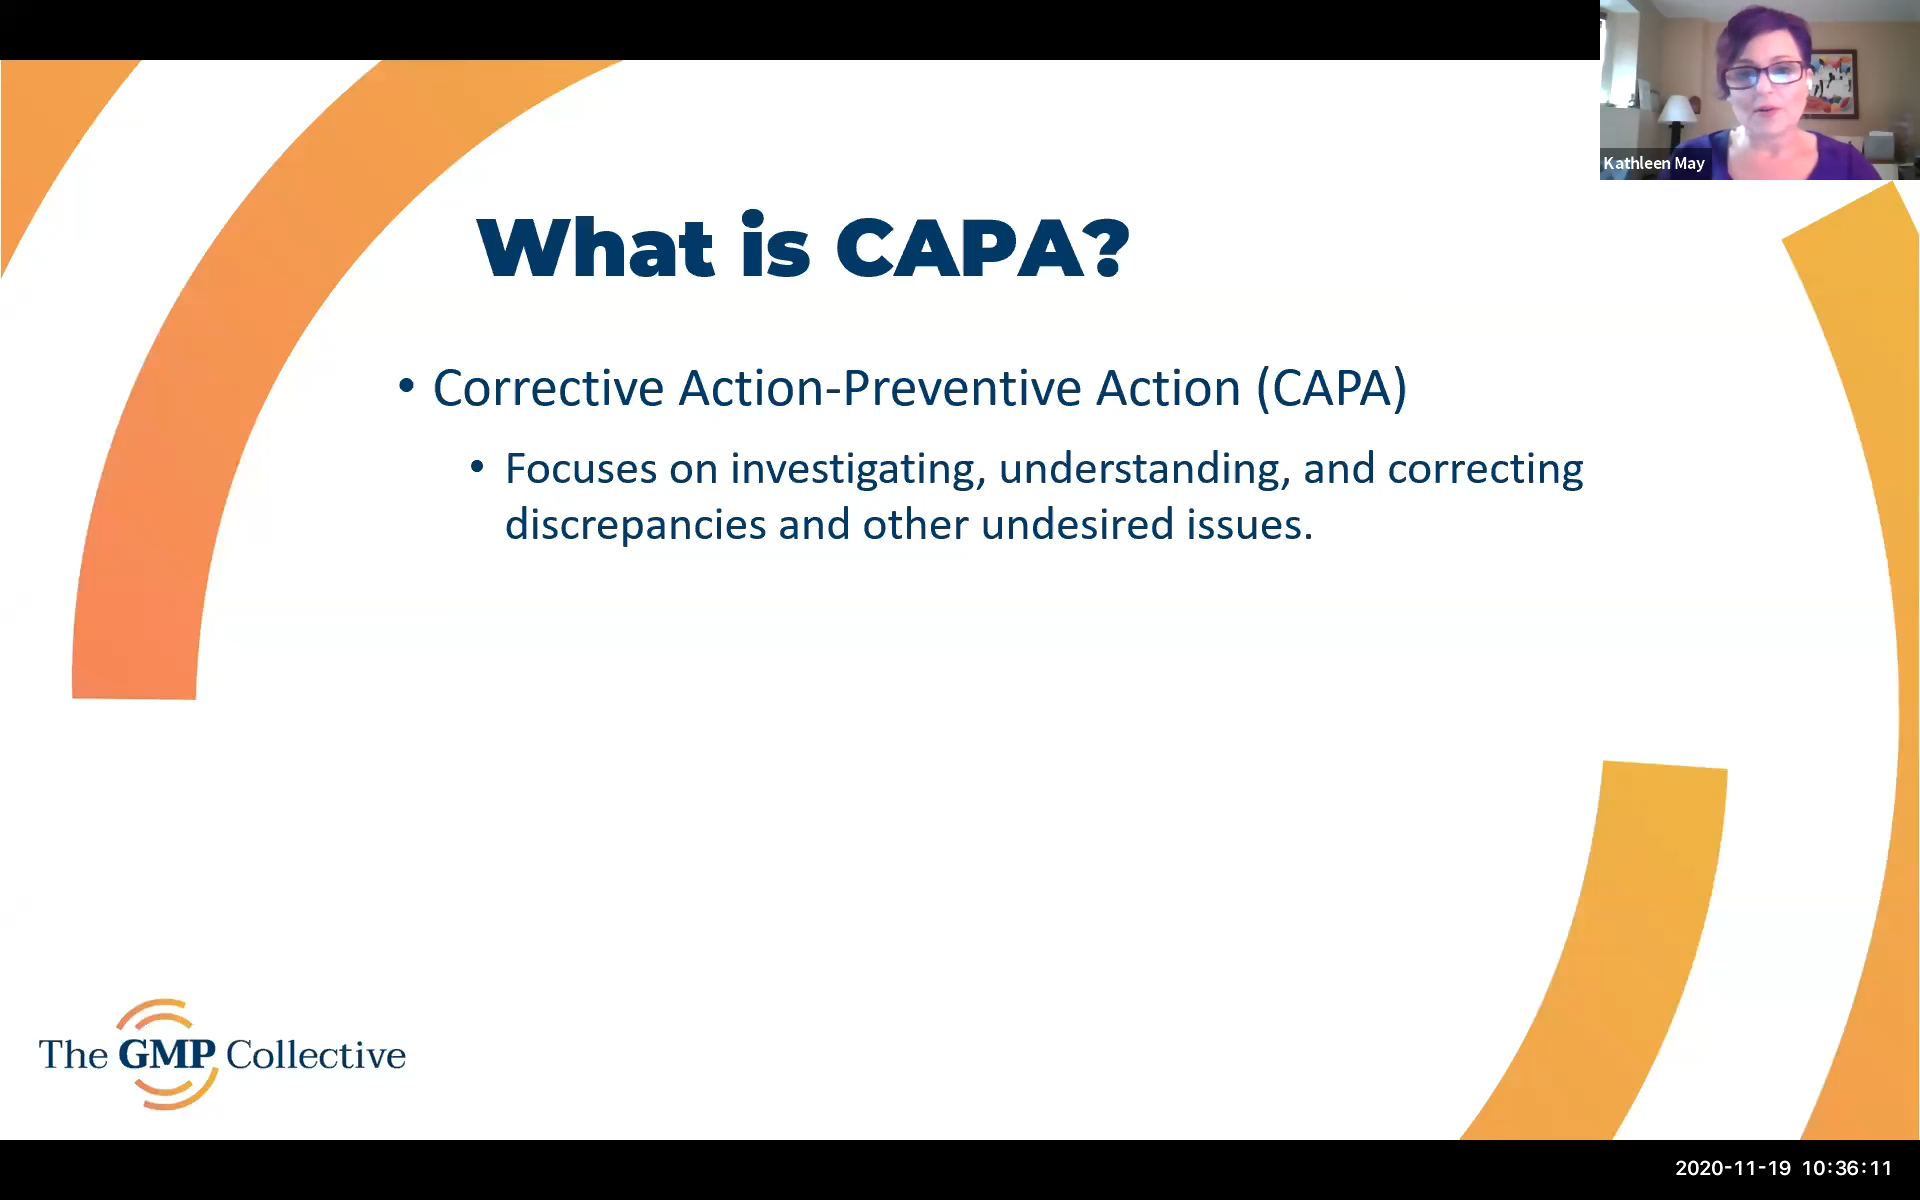 Kathleen May
What is CAPA?
• Corrective Action-Preventive Action (CAPA)
• Focuses on investigating, understanding, and correcting
discrepancies and other undesired issues.
The GMP Collective
2020-11-19 10:36:11